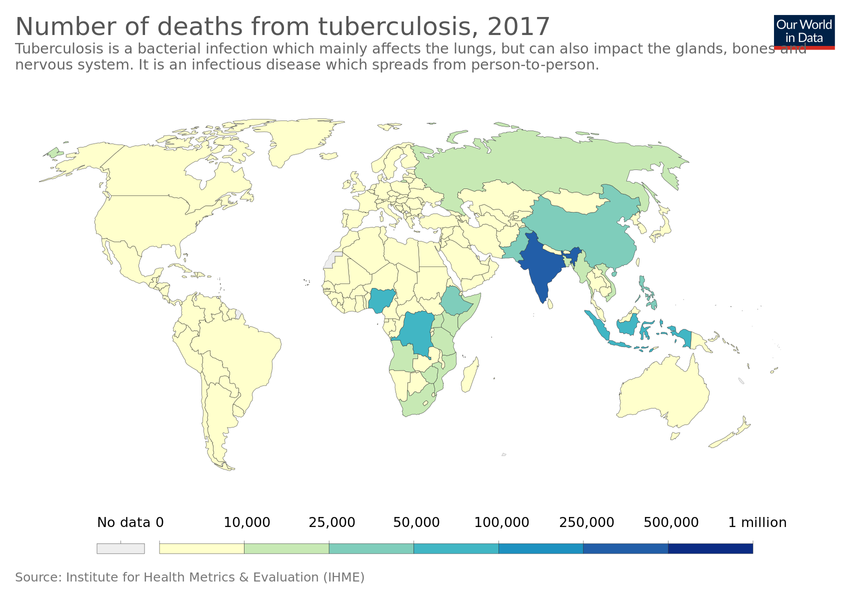 Number of deaths from tuberculosis, 2017
Our World
in Data
Tuberculosis is a bacterial infection which mainly affects the lungs, but can also impact the glands, bones and
nervous system. It is an infectious disease which spreads from person-to-person.
No data 0 10,000 25,000 50,000 100,000 250,000 500,000 1 million
Source: Institute for Health Metrics & Evaluation (IHME)